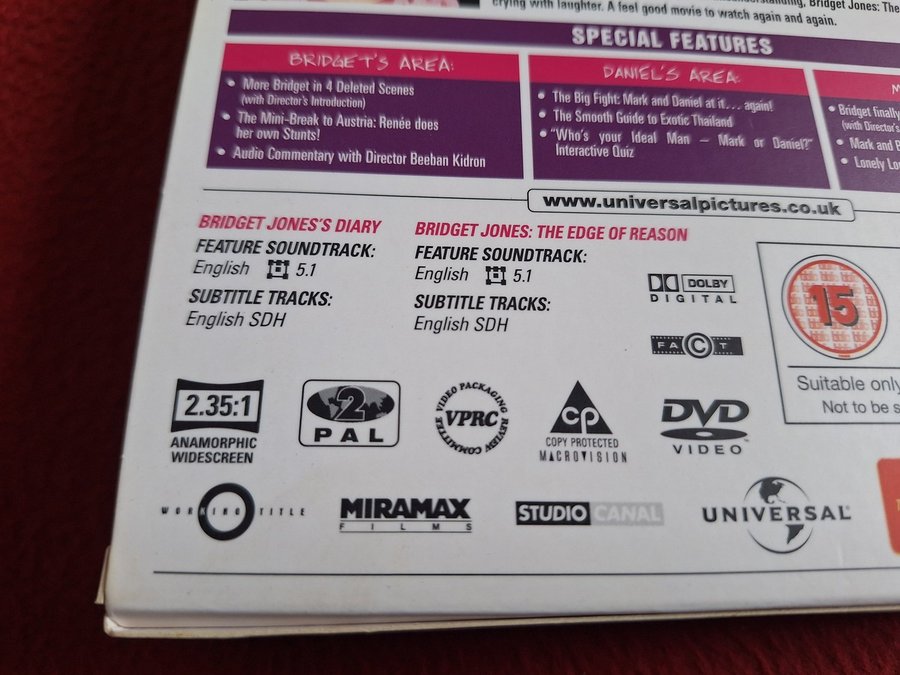 crying with laughter. A feel good movie to watch again and again.
Bridget Jones: The
SPECIAL FEATURES
BRIDGET'S AREA:
• More Bridget in 4 Deleted Scenes
(with Director's Introduction)
• The Mini-Break to Austria: Renée does
her own Stunts!
• Audio Commentary with Director Beeban Kidron
DANIEL'S AREA:
• The Big Fight: Mark and Daniel at it... again!
• The Smooth Guide to Exotic Thailand
• "Who's your Ideal Man – Mark or Daniel?"
Interactive Quiz
M
• Bridget finally
(with Director's
• Mark and B
• Lonely Lo
www.universalpictures.co.uk
BRIDGET JONES'S DIARY
FEATURE SOUNDTRACK:
English 5.1
SUBTITLE TRACKS:
English SDH
BRIDGET JONES: THE EDGE OF REASON
FEATURE SOUNDTRACK:
English 5.1
SUBTITLE TRACKS:
English SDH
DOLBY
DIGITAL
FACT
15
Suitable only
Not to be s
2.35:1
ANAMORPHIC
WIDESCREEN
2
PAL
VIDEO PACKAGING REVIEW COMMITTEE
VPRC
CP
COPY PROTECTED
MACROVISION
DVD
VIDEO
WORKING TITLE
MIRAMAX
FILMS
STUDIO CANAL
UNIVERSAL